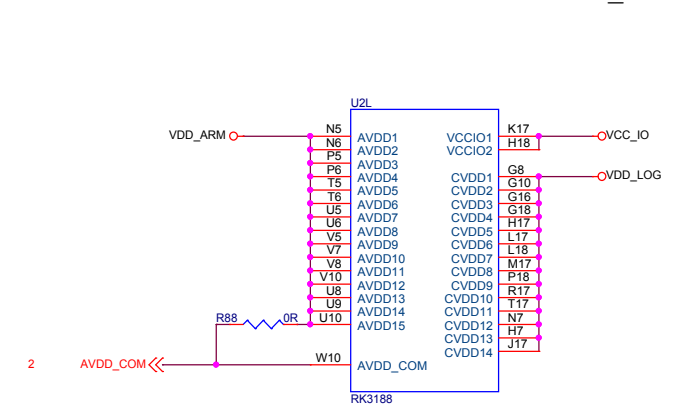 U2L
VDD_ARM N5 AVDD1 VCCIO1 K17 VCC_IO
N6 AVDD2 VCCIO2 H18
P5 AVDD3
P6 AVDD4 CVDD1 G8 VDD_LOG
T5 AVDD5 CVDD2 G10
T6 AVDD6 CVDD3 G16
U5 AVDD7 CVDD4 G18
U6 AVDD8 CVDD5 H17
V5 AVDD9 CVDD6 L17
V7 AVDD10 CVDD7 L18
V8 AVDD11 CVDD8 M17
V10 AVDD12 CVDD9 P18
U8 AVDD13 CVDD10 R17
U9 AVDD14 CVDD11 T17
R88 0R U10 AVDD15 CVDD12 N7
CVDD13 H7
CVDD14 J17
2 AVDD_COM W10 AVDD_COM
RK3188